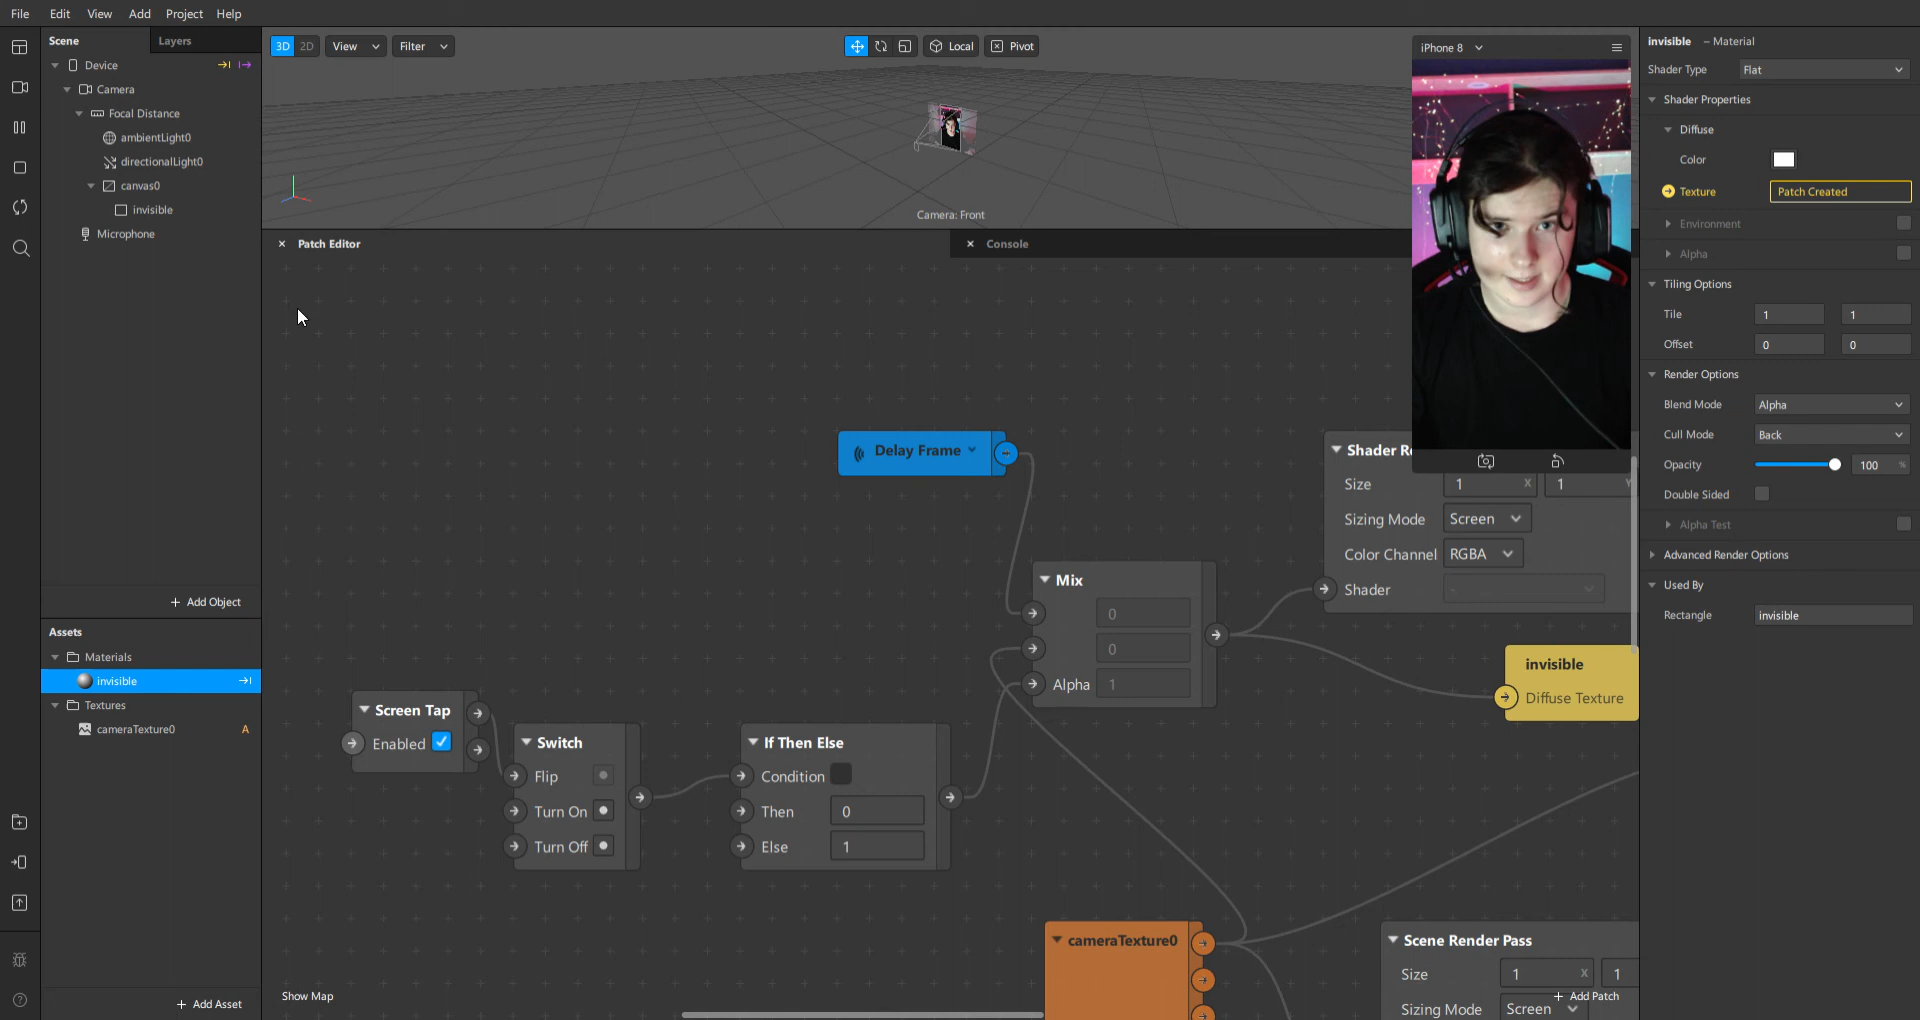 File Edit View Add Project Help
Scene Layers
Device
Camera
Focal Distance
ambientLight0
directionalLight0
canvas0
invisible
Microphone
+ Add Object
Assets
Materials
invisible
Textures
cameraTexture0 A
+ Add Asset
3D 2D View Filter
Local Pivot
Camera: Front
× Patch Editor
× Console
iPhone 8
Delay Frame
Mix
0
0
Alpha 1
Screen Tap
Enabled
Switch
Flip
Turn On
Turn Off
If Then Else
Condition
Then 0
Else 1
Shader Re
Size 1 X 1 Y
Sizing Mode Screen
Color Channel RGBA
Shader
invisible
Diffuse Texture
cameraTexture0
Scene Render Pass
Size 1 X 1
Sizing Mode Screen
Show Map
+ Add Patch
invisible – Material
Shader Type Flat
Shader Properties
Diffuse
Color
Texture Patch Created
Environment
Alpha
Tiling Options
Tile 1 1
Offset 0 0
Render Options
Blend Mode Alpha
Cull Mode Back
Opacity 100 %
Double Sided
Alpha Test
Advanced Render Options
Used By
Rectangle invisible